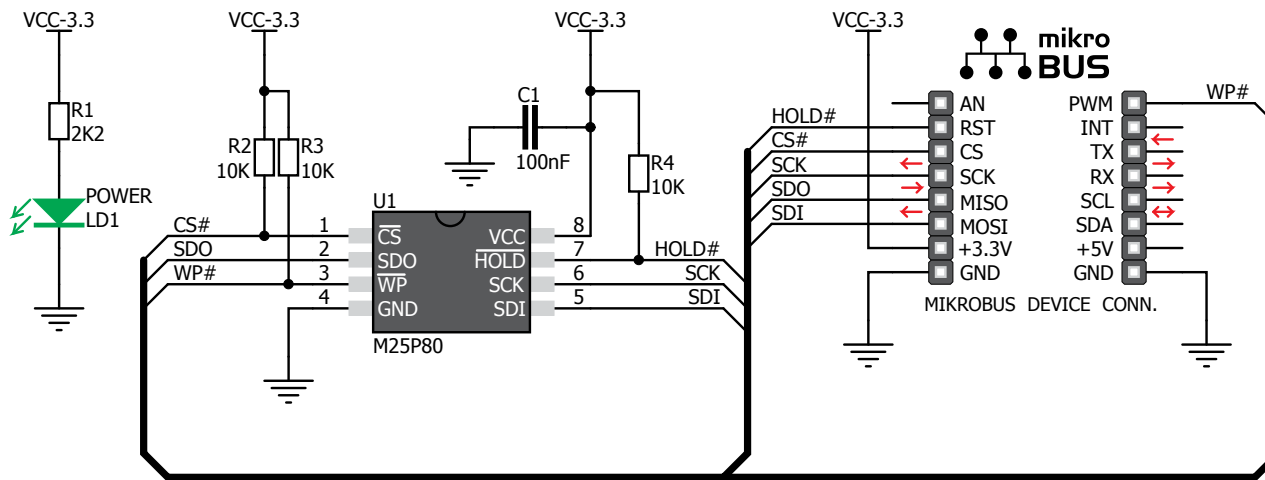 VCC-3.3
R1
2K2
POWER
LD1
VCC-3.3
R2
10K
R3
10K
CS#
SDO
WP#
1
2
3
4
U1
CS
SDO
WP
GND
VCC
HOLD
SCK
SDI
M25P80
8
7
6
5
VCC-3.3
C1
100nF
R4
10K
HOLD#
SCK
SDI
VCC-3.3
mikro
BUS
HOLD#
CS#
SCK
SDO
SDI
AN
RST
CS
SCK
MISO
MOSI
+3.3V
GND
PWM
INT
TX
RX
SCL
SDA
+5V
GND
WP#
MIKROBUS DEVICE CONN.